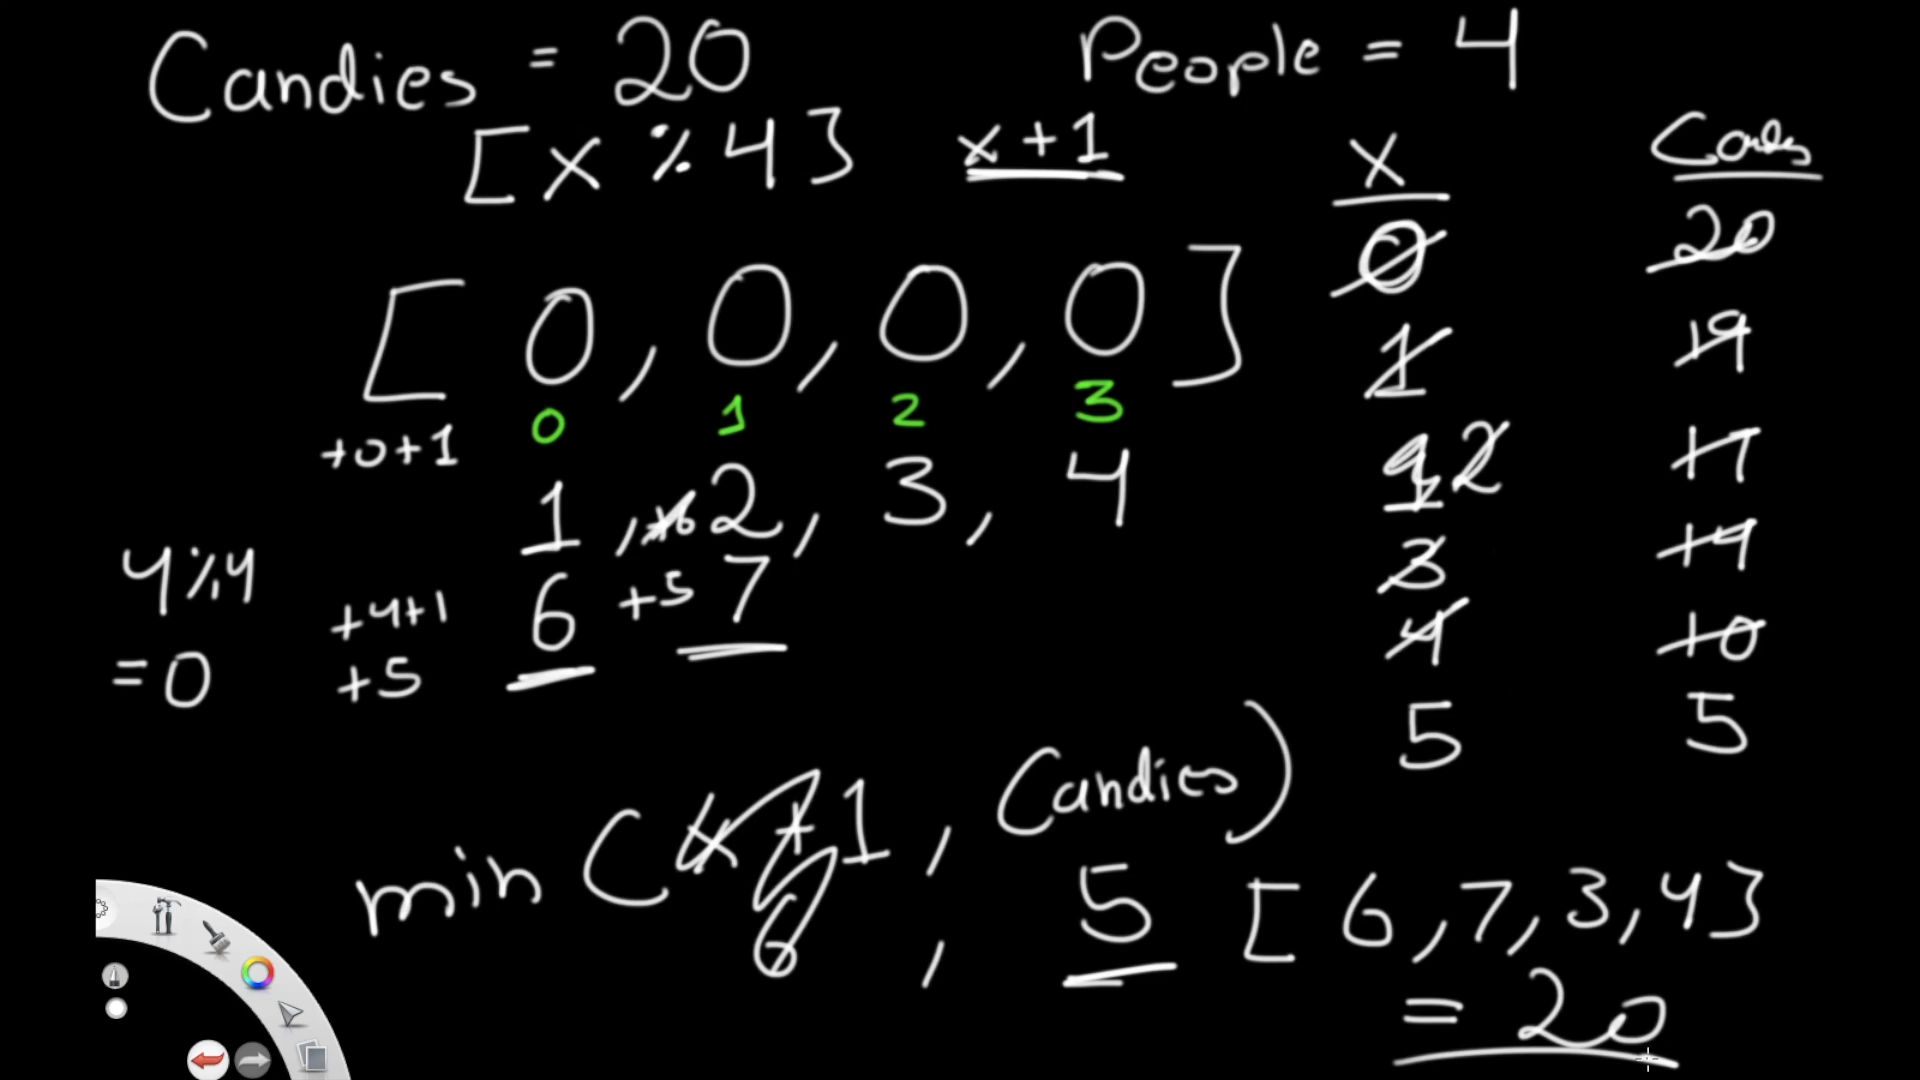 Candies = 20
People = 4
[x % 4]
x + 1
x
0
1
2
3
4
5
20
19
17
14
10
5
[0, 0, 0, 0]
0 1 2 3
+0+1
1, 2, 3, 4
4%4
=0
+4+1
+5
6 +5 7
min (x+1, Candies)
6, 5
[6, 7, 3, 4]
= 20